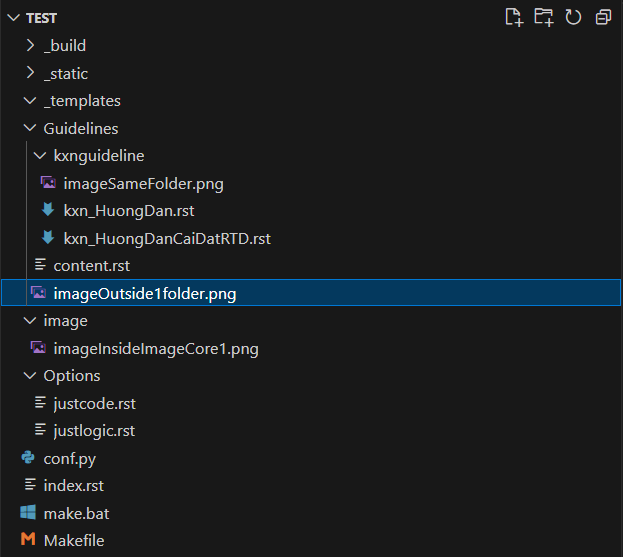 TEST
_build
_static
_templates
Guidelines
kxnguideline
imageSameFolder.png
kxn_HuongDan.rst
kxn_HuongDanCaiDatRTD.rst
content.rst
imageOutside1folder.png
image
imageInsideImageCore1.png
Options
justcode.rst
justlogic.rst
conf.py
index.rst
make.bat
Makefile